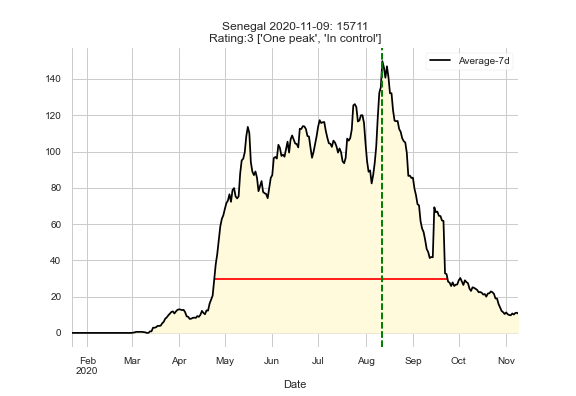 Senegal 2020-11-09: 15711
Rating:3 ['One peak', 'In control']
Average-7d
140
120
100
80
60
40
20
0
Feb Mar Apr May Jun Jul Aug Sep Oct Nov
2020
Date